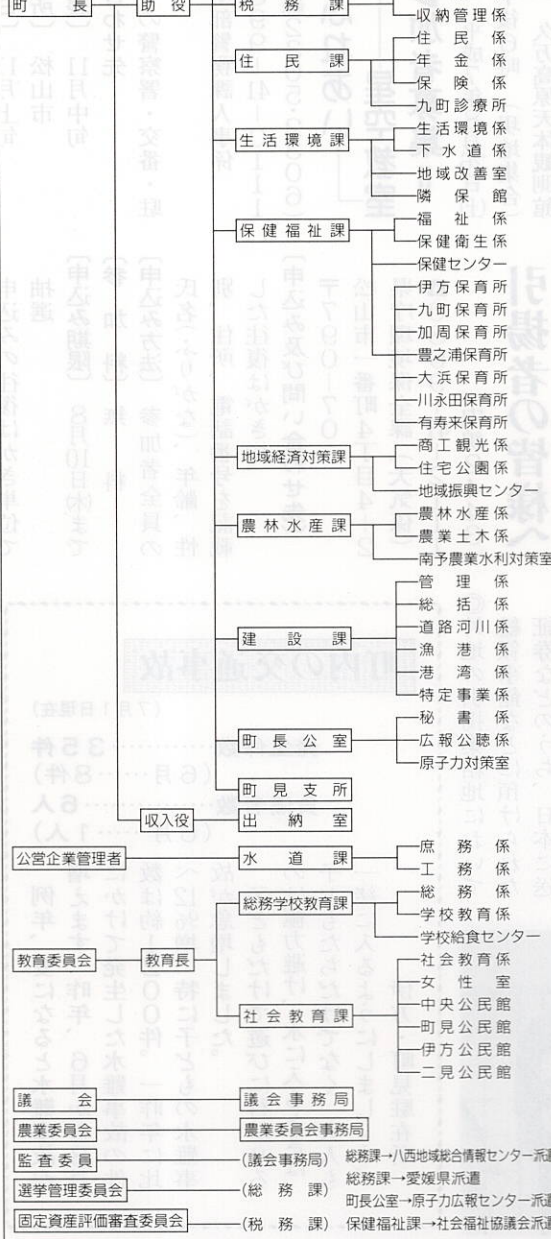 町長 助役 税務課
収納管理係
住民課 住民係
年金係
保険係
九町診療所
生活環境課 生活環境係
下水道係
地域改善室
隣保館
保健福祉課 福祉係
保健衛生係
保健センター
伊方保育所
九町保育所
加周保育所
豊之浦保育所
大浜保育所
川永田保育所
有寿来保育所
地域経済対策課 商工観光係
住宅公園係
地域振興センター
農林水産課 農林水産係
農業土木係
南予農業水利対策室
建設課 管理係
総括係
道路河川係
漁港係
港湾係
特定事業係
町長公室 秘書係
広報公聴係
原子力対策室
町見支所
収入役 出納室
公営企業管理者 水道課 庶務係
工務係
教育委員会 教育長 総務学校教育課 総務係
学校教育係
学校給食センター
社会教育課 社会教育係
女性室
中央公民館
町見公民館
伊方公民館
二見公民館
議会 議会事務局
農業委員会 農業委員会事務局
監査委員 (議会事務局)
選挙管理委員会 (総務課)
固定資産評価審査委員会 (税務課)
総務課→八西地域総合情報センター派遣
総務課→愛媛県派遣
町長公室→原子力広報センター派遣
保健福祉課→社会福祉協議会派遣